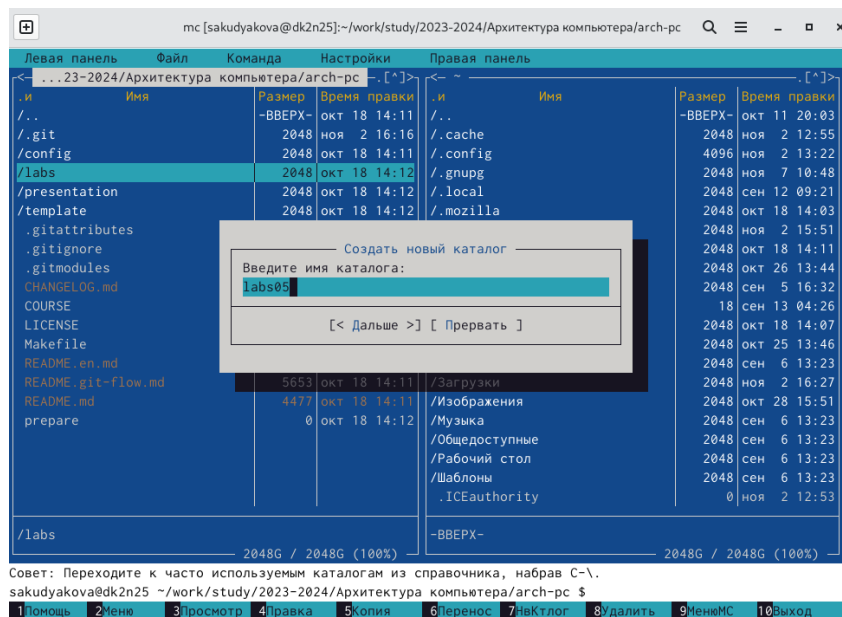 mc [sakudyakova@dk2n25]:~/work/study/2023-2024/Архитектура компьютера/arch-pc
Левая панель Файл Команда Настройки Правая панель
<— ...23-2024/Архитектура компьютера/arch-pc —.[^]>
.и Имя Размер Время правки
/.. -ВВЕРХ- окт 18 14:11
/.git 2048 ноя 2 16:16
/config 2048 окт 18 14:11
/labs 2048 окт 18 14:12
/presentation 2048 окт 18 14:12
/template 2048 окт 18 14:12
.gitattributes
.gitignore
.gitmodules
CHANGELOG.md
COURSE
LICENSE
Makefile
README.en.md
README.git-flow.md 5653 окт 18 14:11
README.md 4477 окт 18 14:11
prepare 0 окт 18 14:12
/labs
2048G / 2048G (100%)
<— ~ —.[^]>
.и Имя Размер Время правки
/.. -ВВЕРХ- окт 11 20:03
/.cache 2048 ноя 2 12:55
/.config 4096 ноя 2 13:22
/.gnupg 2048 ноя 7 10:48
/.local 2048 сен 12 09:21
/.mozilla 2048 окт 18 14:03
2048 ноя 2 15:51
2048 окт 18 14:11
2048 окт 26 13:44
2048 сен 5 16:32
18 сен 13 04:26
2048 окт 18 14:07
2048 окт 25 13:46
2048 сен 6 13:23
/Загрузки 2048 ноя 2 16:27
/Изображения 2048 окт 28 15:51
/Музыка 2048 сен 6 13:23
/Общедоступные 2048 сен 6 13:23
/Рабочий стол 2048 сен 6 13:23
/Шаблоны 2048 сен 6 13:23
.ICEauthority 0 ноя 2 12:53
-ВВЕРХ-
2048G / 2048G (100%)
Создать новый каталог
Введите имя каталога:
labs05
[< Дальше >] [ Прервать ]
Совет: Переходите к часто используемым каталогам из справочника, набрав C-\.
sakudyakova@dk2n25 ~/work/study/2023-2024/Архитектура компьютера/arch-pc $
1Помощь 2Меню 3Просмотр 4Правка 5Копия 6Перенос 7НвКтлог 8Удалить 9МенюMC 10Выход